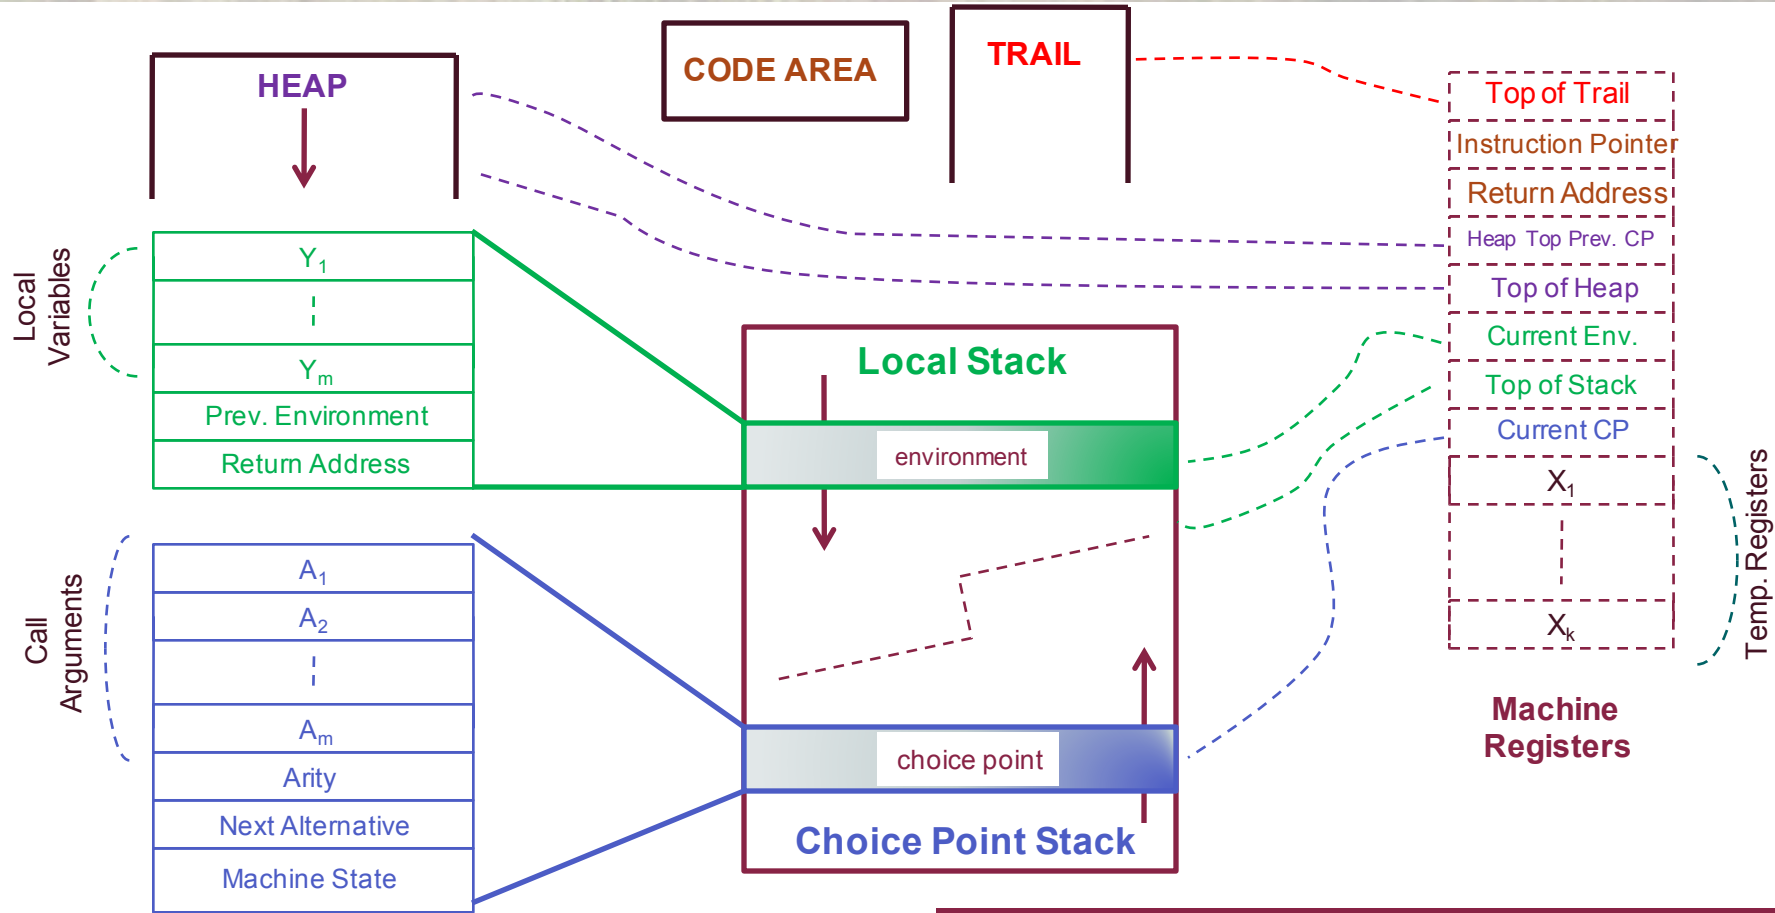 HEAP
CODE AREA
TRAIL
Top of Trail
Instruction Pointer
Return Address
Heap Top Prev. CP
Top of Heap
Current Env.
Top of Stack
Current CP
X1
Xk
Temp. Registers
Machine
Registers
Local
Variables
Y1
Ym
Prev. Environment
Return Address
Local Stack
environment
Call
Arguments
A1
A2
Am
Arity
Next Alternative
Machine State
choice point
Choice Point Stack